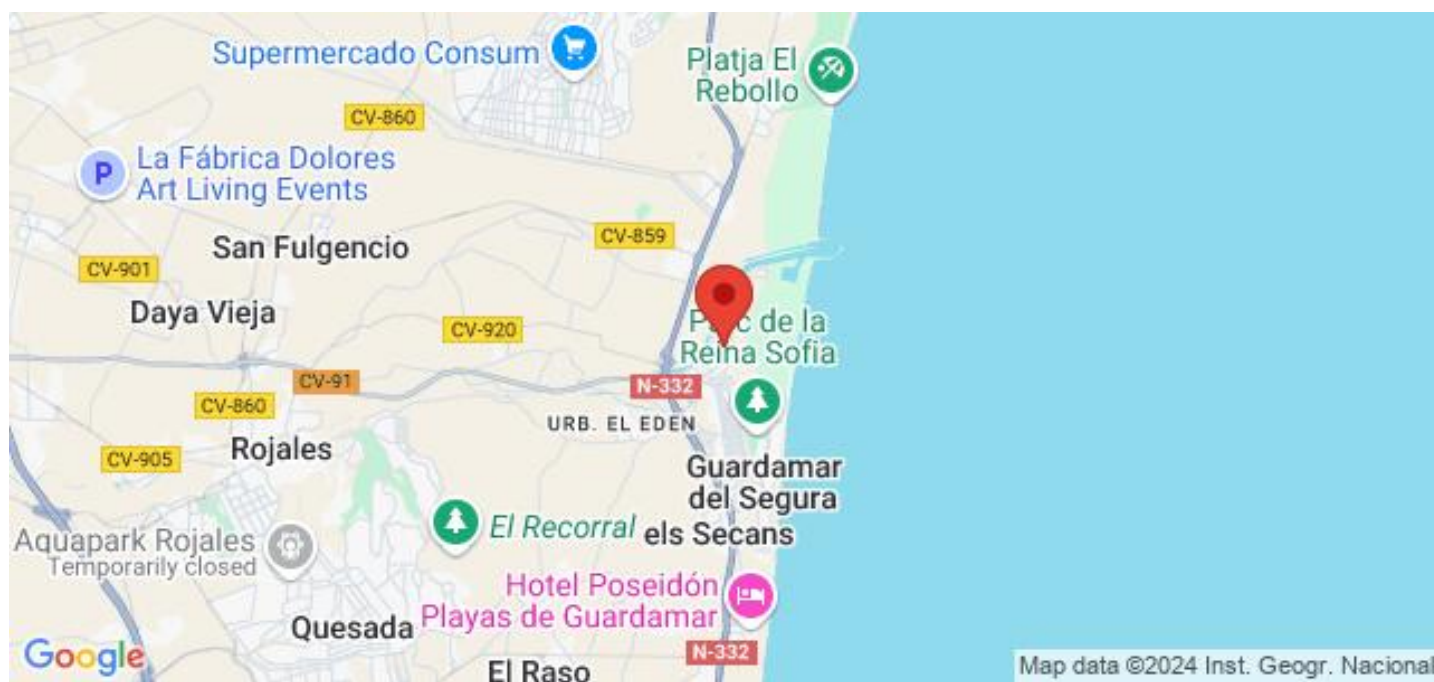 Supermercado Consum
Platja El
Rebollo
CV-860
La Fábrica Dolores
Art Living Events
P
San Fulgencio
CV-859
CV-901
Daya Vieja
CV-920
Parc de la
Reina Sofia
CV-91
N-332
CV-860
URB. EL EDEN
Rojales
CV-905
Guardamar
del Segura
El Recorral
els Secans
Aquapark Rojales
Temporarily closed
Hotel Poseidón
Playas de Guardamar
Quesada
N-332
El Raso
Google
Map data ©2024 Inst. Geogr. Nacional